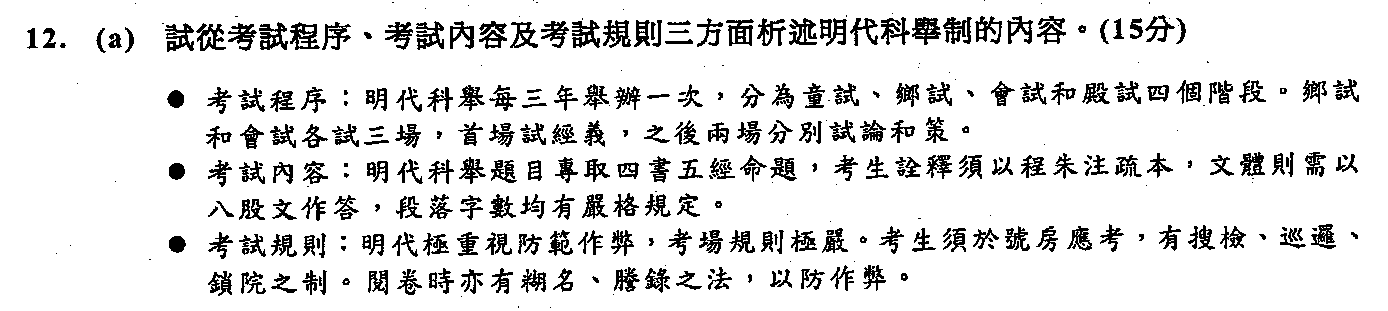 12. (a) 試從考試程序、考試內容及考試規則三方面析述明代科舉制的內容。(15分)
● 考試程序：明代科舉每三年舉辦一次，分為童試、鄉試、會試和殿試四個階段。鄉試
和會試各試三場，首場試經義，之後兩場分別試論和策。
● 考試內容：明代科舉題目專取四書五經命題，考生詮釋須以程朱注疏本，文體則需以
八股文作答，段落字數均有嚴格規定。
● 考試規則：明代極重視防範作弊，考場規則極嚴。考生須於號房應考，有搜檢、巡邏、
鎖院之制。閱卷時亦有糊名、謄錄之法，以防作弊。